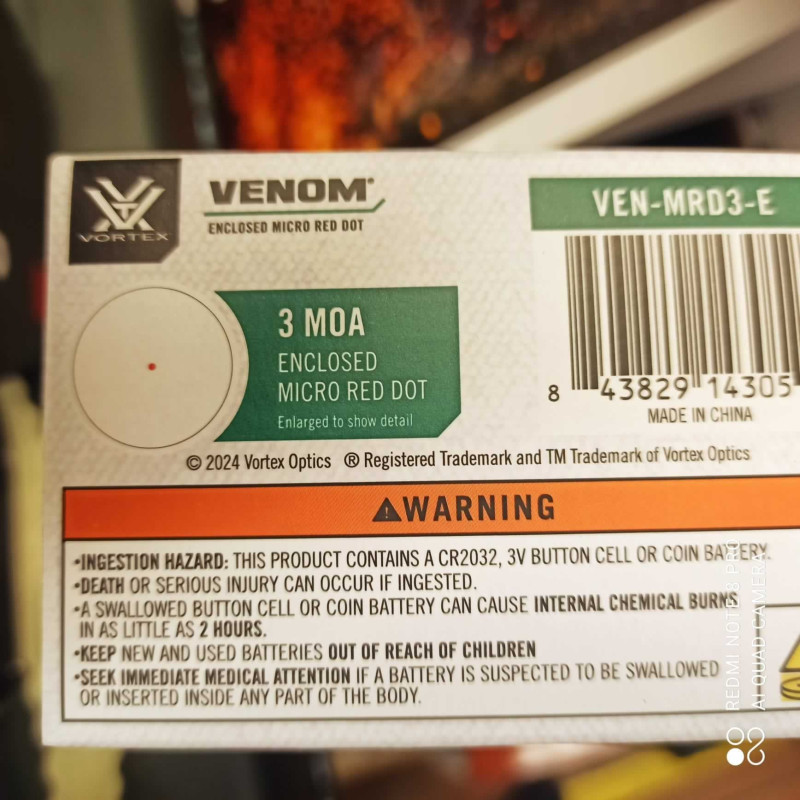 VORTEX
VENOM®
ENCLOSED MICRO RED DOT
VEN-MRD3-E
3 MOA
ENCLOSED
MICRO RED DOT
Enlarged to show detail
8 43829 14305
MADE IN CHINA
© 2024 Vortex Optics ® Registered Trademark and TM Trademark of Vortex Optics
WARNING
•INGESTION HAZARD: THIS PRODUCT CONTAINS A CR2032, 3V BUTTON CELL OR COIN BATTERY.
•DEATH OR SERIOUS INJURY CAN OCCUR IF INGESTED.
•A SWALLOWED BUTTON CELL OR COIN BATTERY CAN CAUSE INTERNAL CHEMICAL BURNS
IN AS LITTLE AS 2 HOURS.
•KEEP NEW AND USED BATTERIES OUT OF REACH OF CHILDREN
•SEEK IMMEDIATE MEDICAL ATTENTION IF A BATTERY IS SUSPECTED TO BE SWALLOWED
OR INSERTED INSIDE ANY PART OF THE BODY.
REDMI NOTE 8 PRO
AI QUAD CAMERA